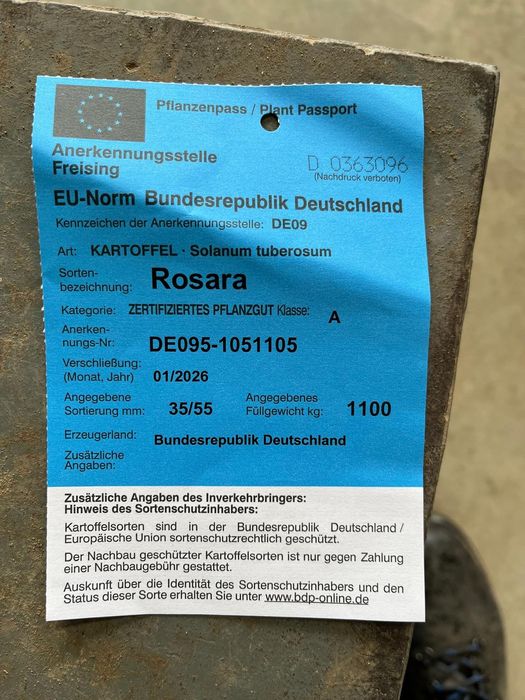 Pflanzenpass / Plant Passport
Anerkennungsstelle
Freising
D 0363096
(Nachdruck verboten)
EU-Norm Bundesrepublik Deutschland
Kennzeichen der Anerkennungsstelle: DE09
Art: KARTOFFEL · Solanum tuberosum
Sorten-
bezeichnung: Rosara
Kategorie: ZERTIFIZIERTES PFLANZGUT Klasse: A
Anerken-
nungs-Nr: DE095-1051105
Verschließung:
(Monat, Jahr) 01/2026
Angegebene
Sortierung mm: 35/55
Angegebenes
Füllgewicht kg: 1100
Erzeugerland: Bundesrepublik Deutschland
Zusätzliche
Angaben:
Zusätzliche Angaben des Inverkehrbringers:
Hinweis des Sortenschutzinhabers:
Kartoffelsorten sind in der Bundesrepublik Deutschland /
Europäische Union sortenschutzrechtlich geschützt.
Der Nachbau geschützter Kartoffelsorten ist nur gegen Zahlung
einer Nachbaugebühr gestattet.
Auskunft über die Identität des Sortenschutzinhabers und den
Status dieser Sorte erhalten Sie unter www.bdp-online.de